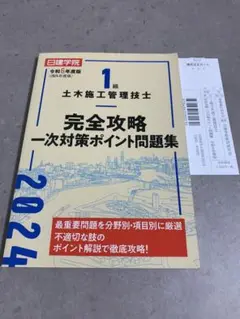 日建学院
令和6年度版
1級
土木施工管理技士
完全攻略
一次対策ポイント問題集
2024
最重要問題を分野別・項目別に厳選
不適切な肢の
ポイント解説で徹底攻略!